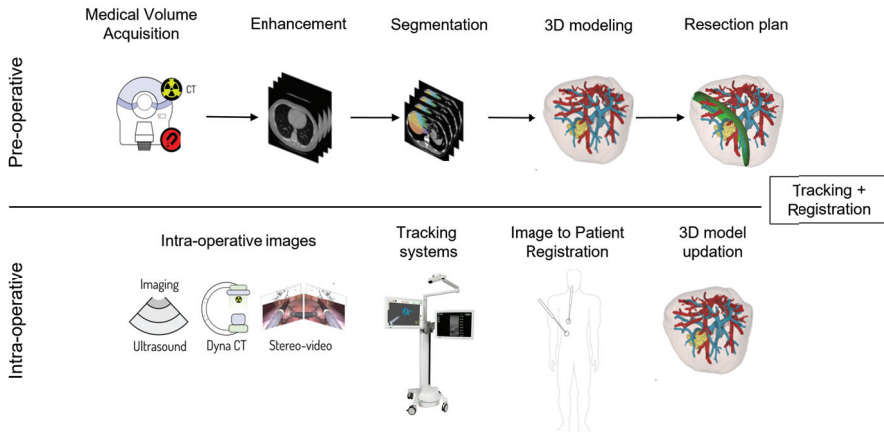 Medical Volume
Acquisition
Enhancement
Segmentation
3D modeling
Resection plan
Pre-operative
CT
Tracking +
Registration
Intra-operative images
Tracking
systems
Image to Patient
Registration
3D model
updation
Intra-operative
Imaging
Ultrasound
Dyna CT
Stereo-video